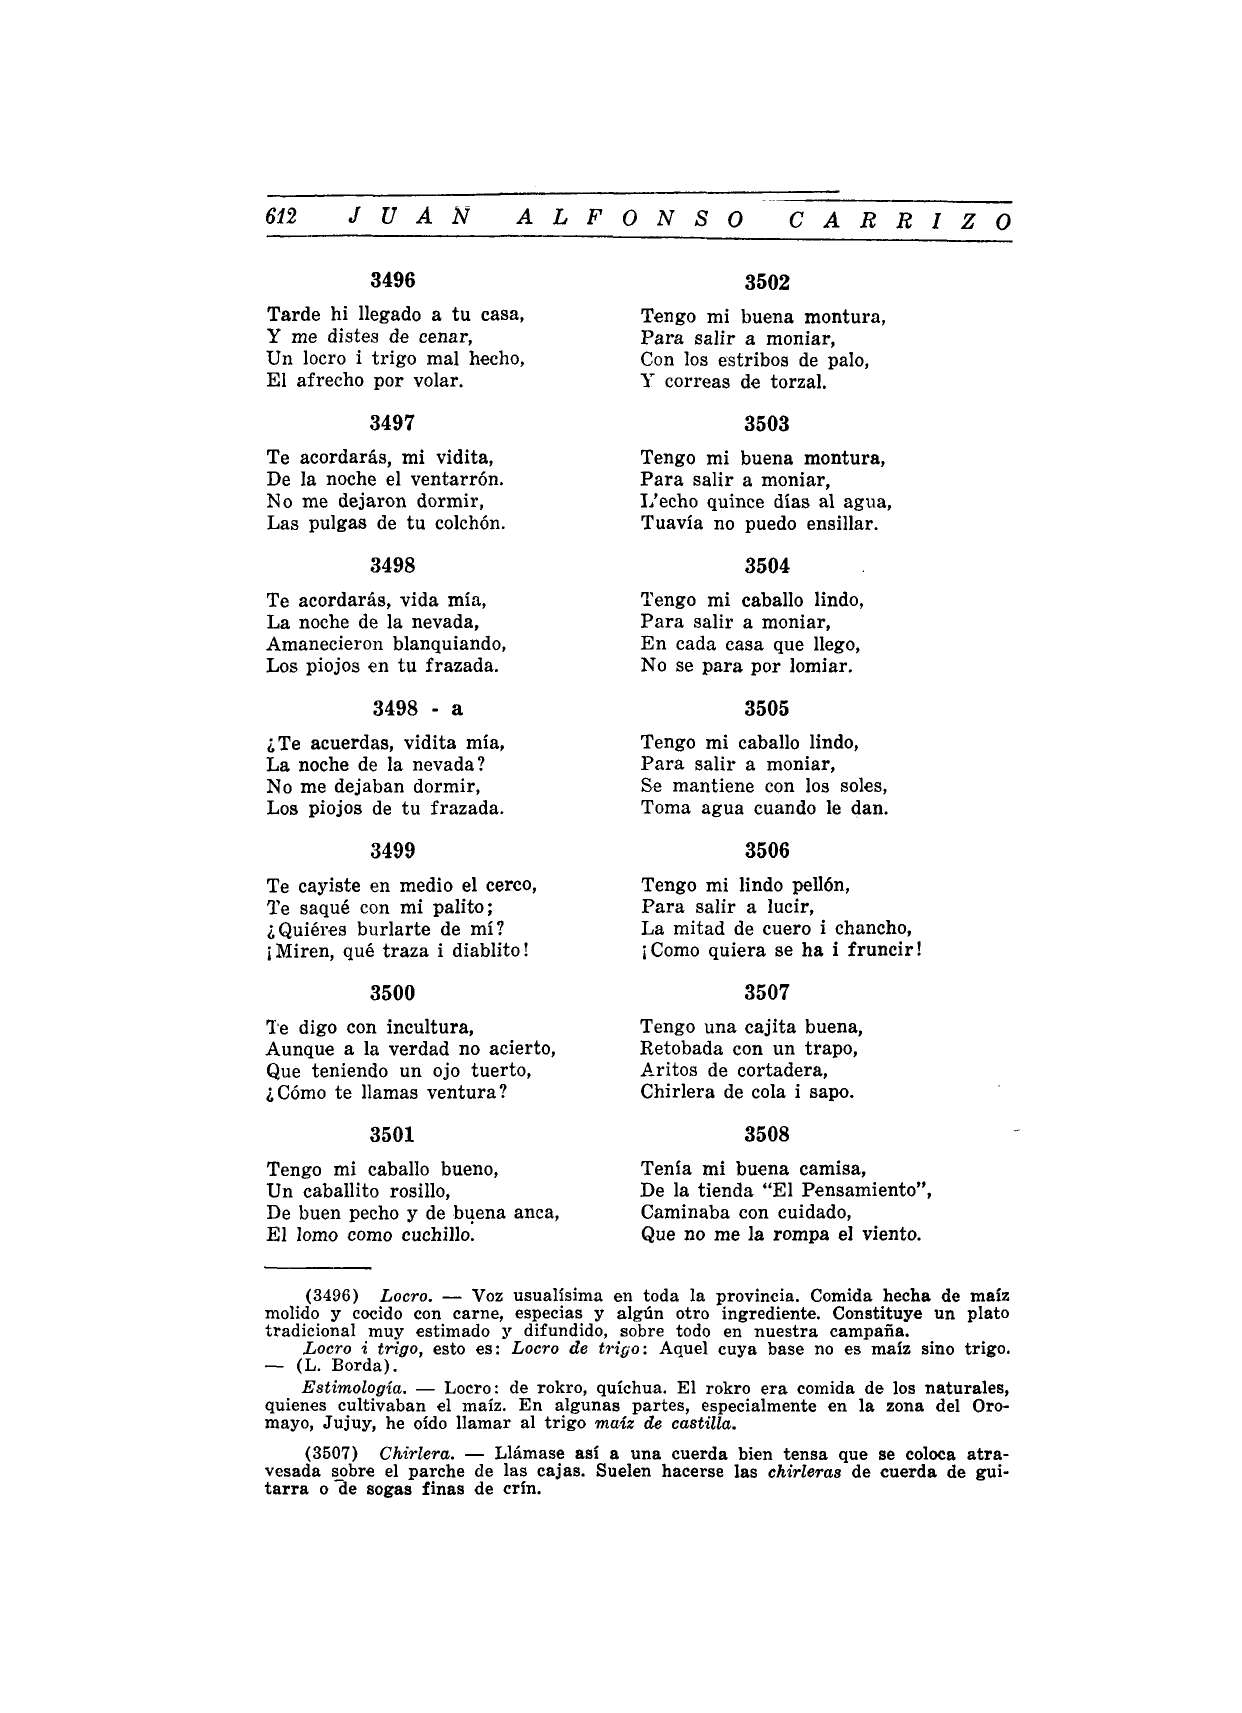 612 JUAN ALFONSO CARRIZO
3496
Tarde hi llegado a tu casa,
Y me distes de cenar,
Un locro i trigo mal hecho,
El afrecho por volar.
3497
Te acordarás, mi vidita,
De la noche el ventarrón.
No me dejaron dormir,
Las pulgas de tu colchón.
3498
Te acordarás, vida mía,
La noche de la nevada,
Amanecieron blanquiando,
Los piojos en tu frazada.
3498 - a
¿Te acuerdas, vidita mía,
La noche de la nevada?
No me dejaban dormir,
Los piojos de tu frazada.
3499
Te cayiste en medio el cerco,
Te saqué con mi palito;
¿Quiéres burlarte de mí?
¡Miren, qué traza i diablito!
3500
Te digo con incultura,
Aunque a la verdad no acierto,
Que teniendo un ojo tuerto,
¿Cómo te llamas ventura?
3501
Tengo mi caballo bueno,
Un caballito rosillo,
De buen pecho y de buena anca,
El lomo como cuchillo.
3502
Tengo mi buena montura,
Para salir a moniar,
Con los estribos de palo,
Y correas de torzal.
3503
Tengo mi buena montura,
Para salir a moniar,
L'echo quince días al agua,
Tuavía no puedo ensillar.
3504
Tengo mi caballo lindo,
Para salir a moniar,
En cada casa que llego,
No se para por lomiar.
3505
Tengo mi caballo lindo,
Para salir a moniar,
Se mantiene con los soles,
Toma agua cuando le dan.
3506
Tengo mi lindo pellón,
Para salir a lucir,
La mitad de cuero i chancho,
¡Como quiera se ha i fruncir!
3507
Tengo una cajita buena,
Retobada con un trapo,
Aritos de cortadera,
Chirlera de cola i sapo.
3508
Tenía mi buena camisa,
De la tienda “El Pensamiento”,
Caminaba con cuidado,
Que no me la rompa el viento.
(3496) Locro. — Voz usualísima en toda la provincia. Comida hecha de maíz
molido y cocido con carne, especias y algún otro ingrediente. Constituye un plato
tradicional muy estimado y difundido, sobre todo en nuestra campaña.
Locro i trigo, esto es: Locro de trigo: Aquel cuya base no es maíz sino trigo.
— (L. Borda).
Estimología. — Locro: de rokro, quíchua. El rokro era comida de los naturales,
quienes cultivaban el maíz. En algunas partes, especialmente en la zona del Oro-
mayo, Jujuy, he oído llamar al trigo maíz de castilla.
(3507) Chirlera. — Llámase así a una cuerda bien tensa que se coloca atra-
vesada sobre el parche de las cajas. Suelen hacerse las chirleras de cuerda de gui-
tarra o de sogas finas de crín.